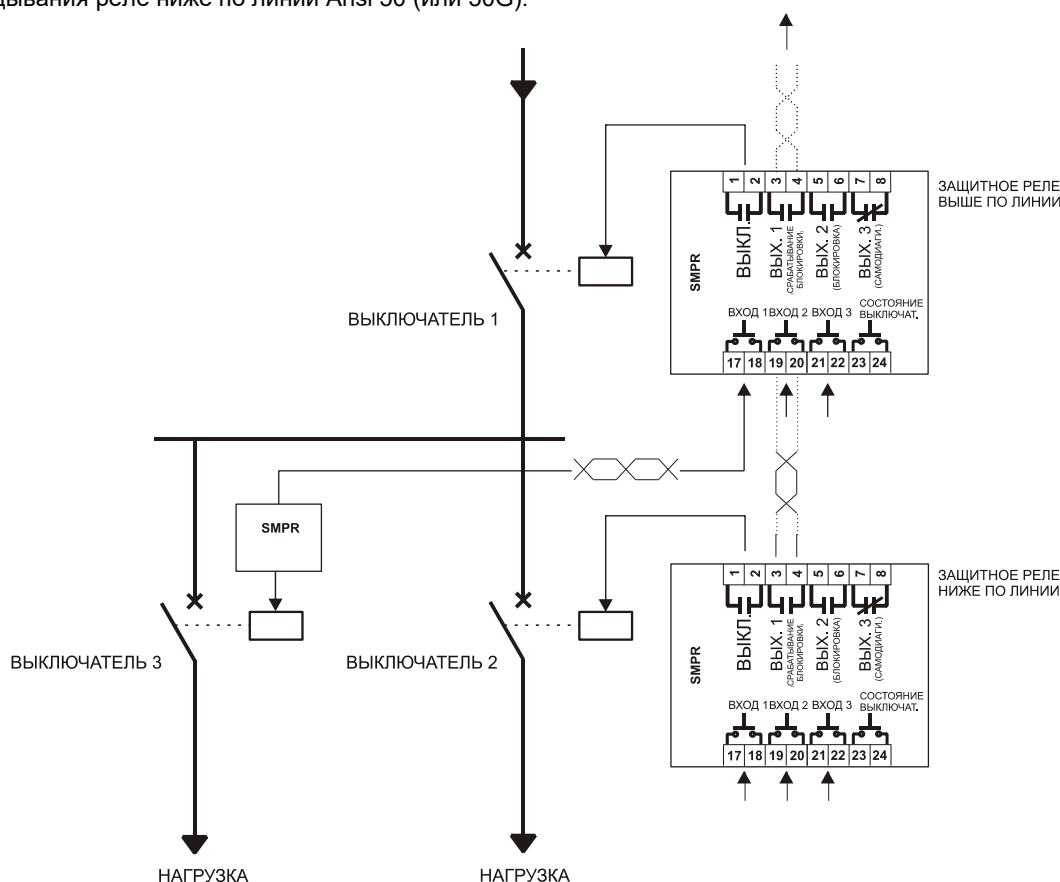 дывания реле ниже по линии Ansi 50 (или 50G).
1 2 3 4 5 6 7 8
ЗАЩИТНОЕ РЕЛЕ
ВЫШЕ ПО ЛИНИИ
SMPR
ВЫКЛ.
ВЫХ. 1
(СРАБАТЫВАНИЕ
БЛОКИРОВКИ.
ВЫХ. 2
(БЛОКИРОВКА)
ВЫХ. 3
(САМОДИАГИ.)
ВХОД 1 ВХОД 2 ВХОД 3
СОСТОЯНИЕ
ВЫКЛЮЧАТ.
17 18 19 20 21 22 23 24
ВЫКЛЮЧАТЕЛЬ 1
SMPR
1 2 3 4 5 6 7 8
ЗАЩИТНОЕ РЕЛЕ
НИЖЕ ПО ЛИНИИ
SMPR
ВЫКЛ.
ВЫХ. 1
(СРАБАТЫВАНИЕ
БЛОКИРОВКИ.
ВЫХ. 2
(БЛОКИРОВКА)
ВЫХ. 3
(САМОДИАГИ.)
ВХОД 1 ВХОД 2 ВХОД 3
СОСТОЯНИЕ
ВЫКЛЮЧАТ.
17 18 19 20 21 22 23 24
ВЫКЛЮЧАТЕЛЬ 3
ВЫКЛЮЧАТЕЛЬ 2
НАГРУЗКА
НАГРУЗКА